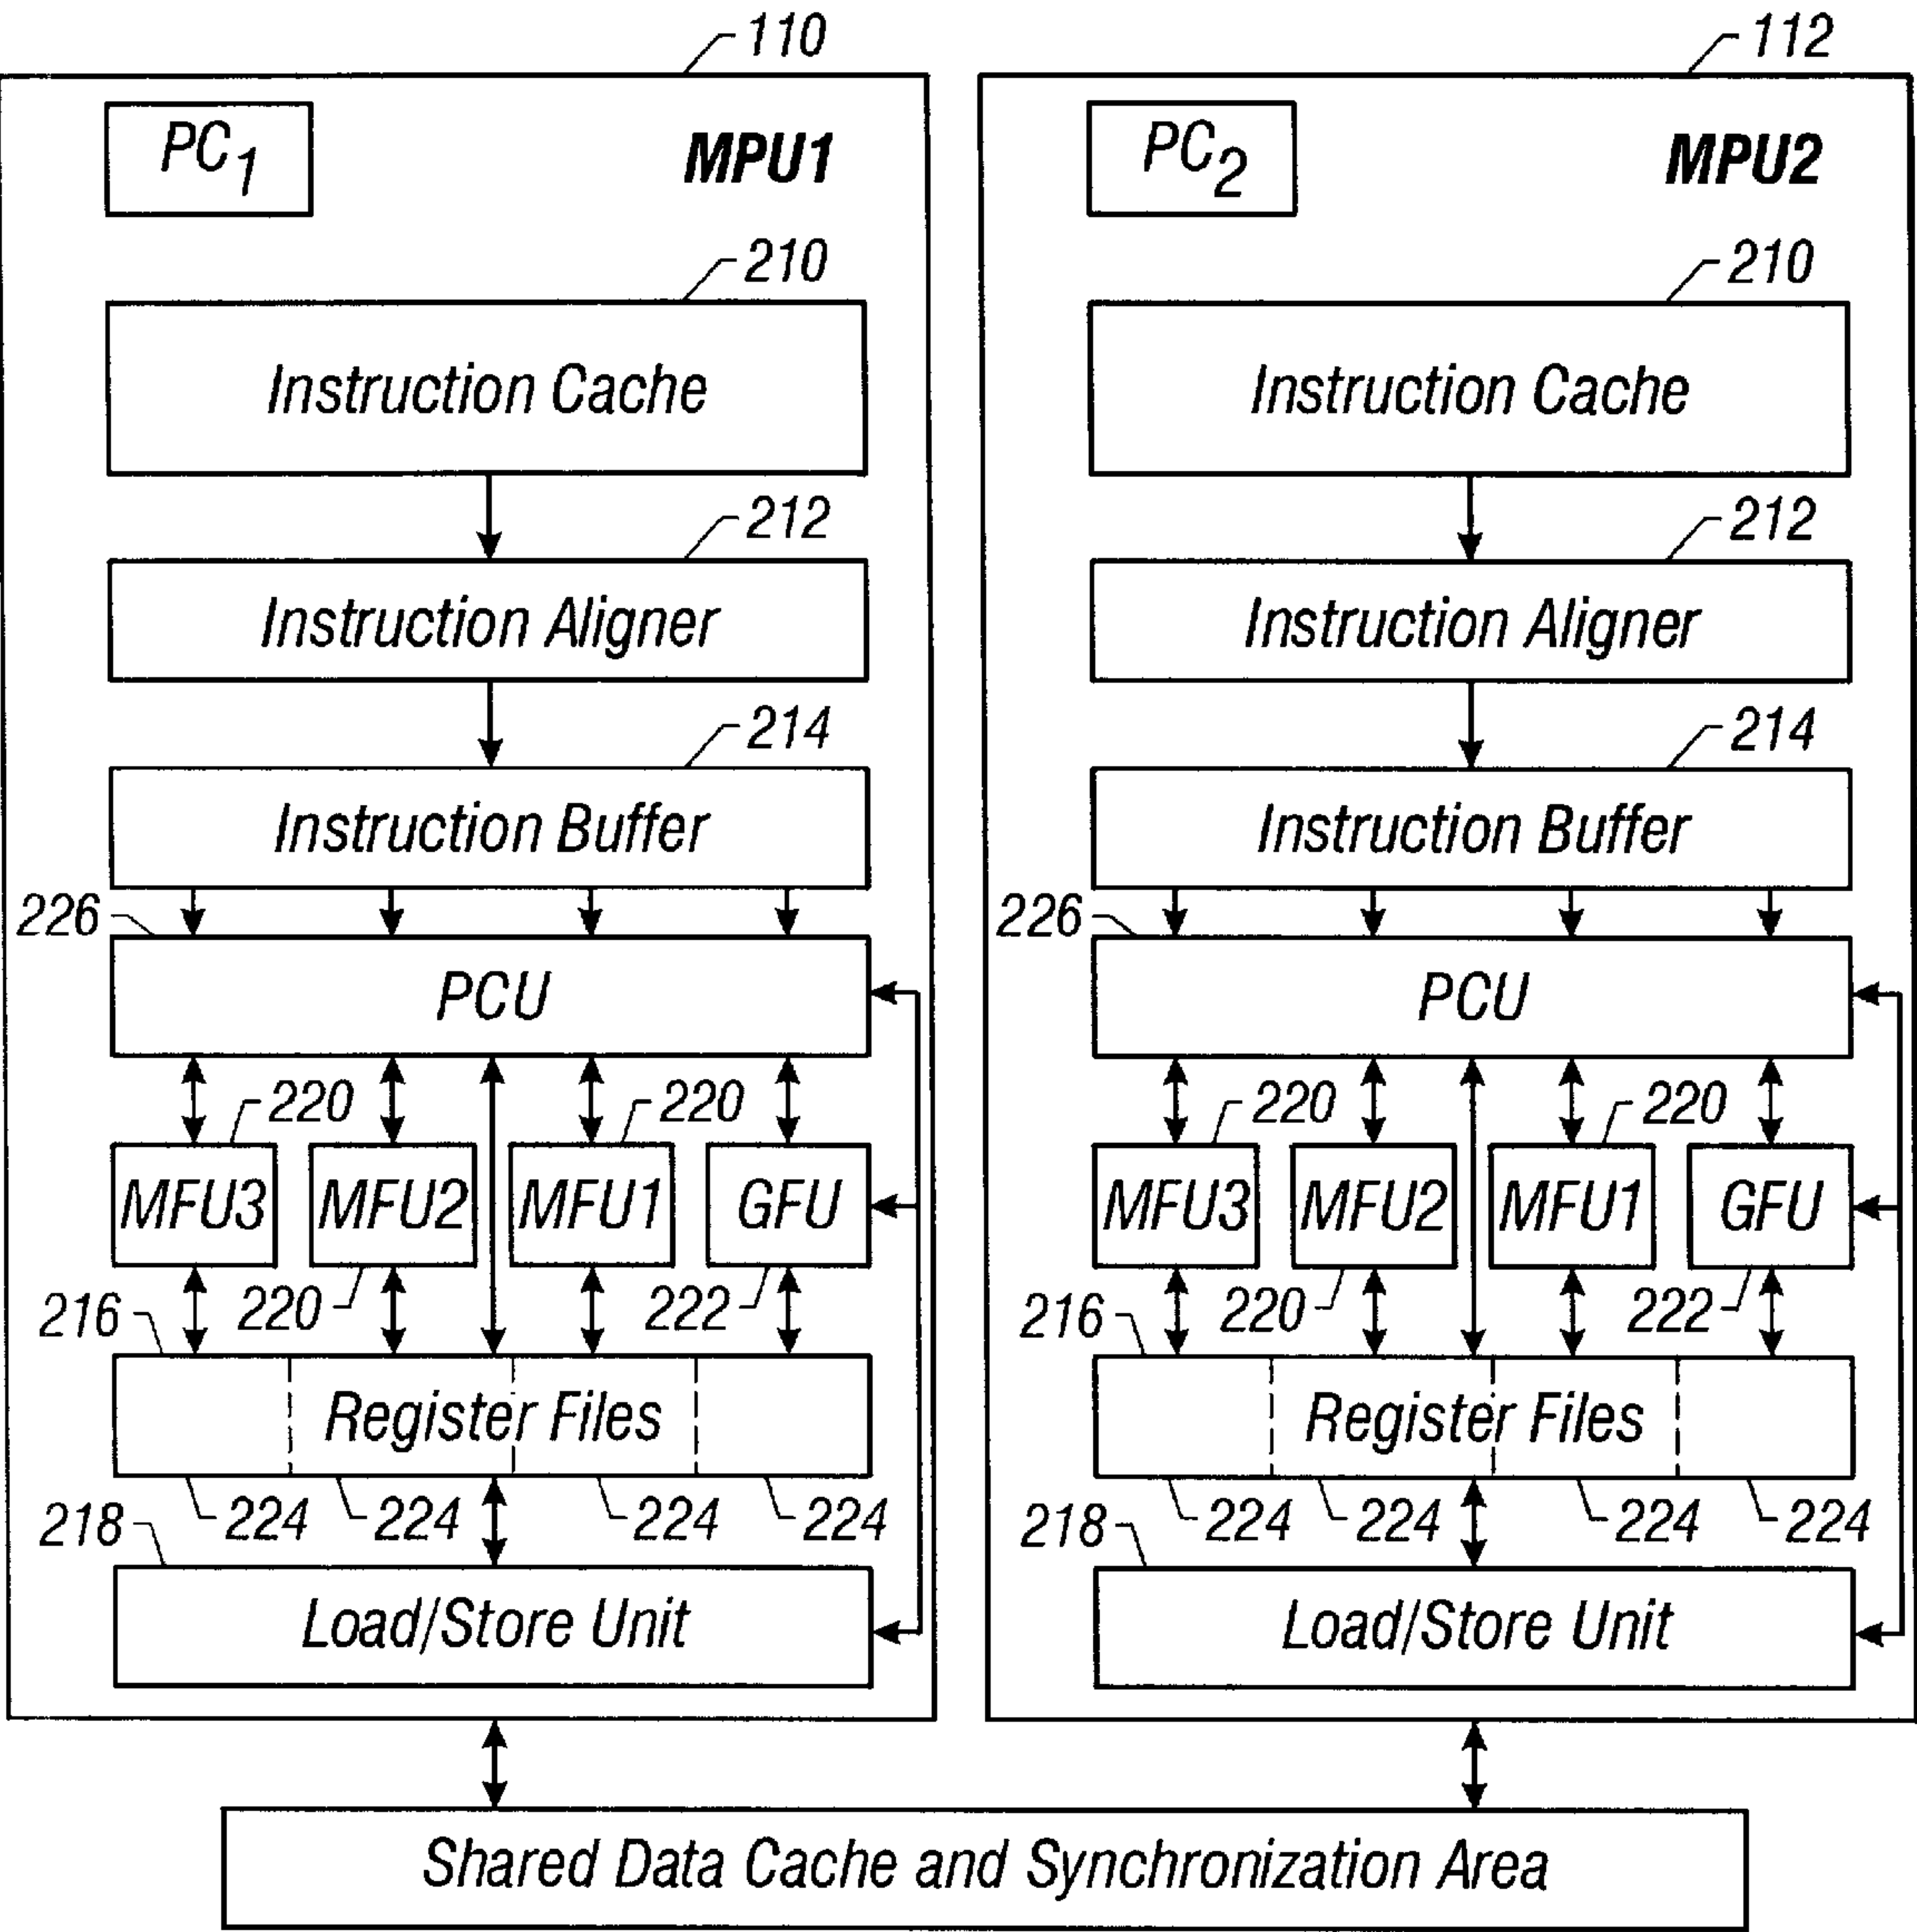 110
PC1
MPU1
210
Instruction Cache
212
Instruction Aligner
214
Instruction Buffer
226
PCU
220 220
MFU3 MFU2 MFU1 GFU
216 220 222
Register Files
218 224 224 224 224
Load/Store Unit
112
PC2
MPU2
210
Instruction Cache
212
Instruction Aligner
214
Instruction Buffer
226
PCU
220 220
MFU3 MFU2 MFU1 GFU
216 220 222
Register Files
218 224 224 224 224
Load/Store Unit
Shared Data Cache and Synchronization Area